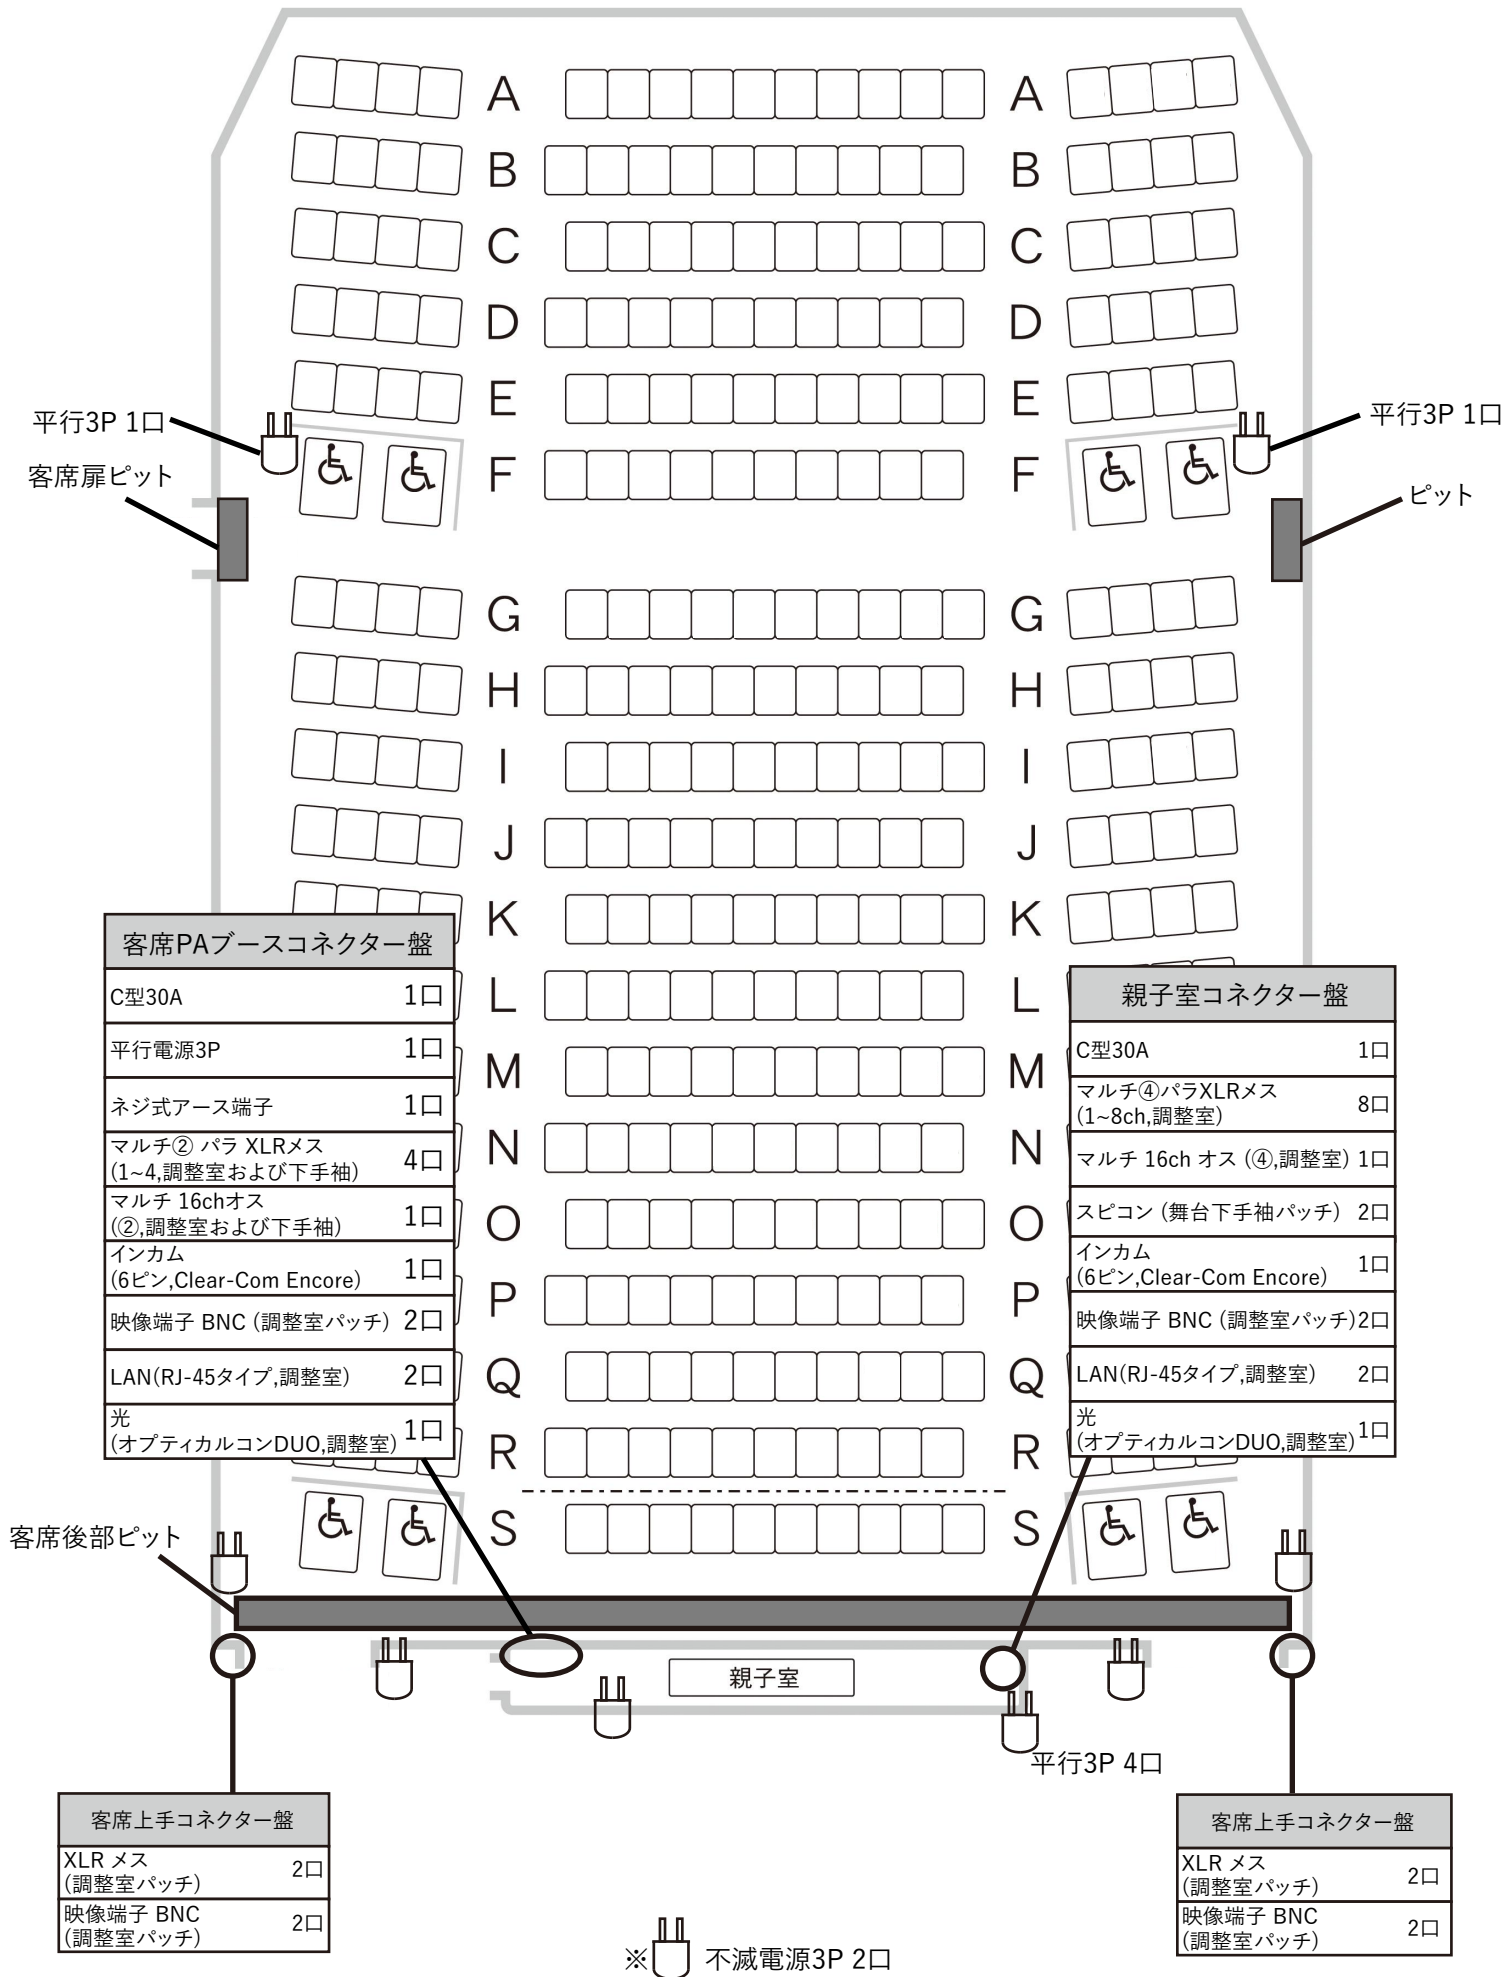 A A
B B
C C
D D
E E
平行3P 1口
平行3P 1口
客席扉ピット
F F
ピット
G G
H H
I I
J J
K K
L L
M M
N N
O O
P P
Q Q
R R
S S
客席PAブースコネクター盤
C型30A 1口
平行電源3P 1口
ネジ式アース端子 1口
マルチ② パラ XLRメス
(1~4,調整室および下手袖) 4口
マルチ 16chオス
(②,調整室および下手袖) 1口
インカム
(6ピン,Clear-Com Encore) 1口
映像端子 BNC (調整室パッチ) 2口
LAN(RJ-45タイプ,調整室) 2口
光
(オプティカルコンDUO,調整室) 1口
親子室コネクター盤
C型30A 1口
マルチ④パラXLRメス
(1~8ch,調整室) 8口
マルチ 16ch オス (④,調整室) 1口
スピコン (舞台下手袖パッチ) 2口
インカム
(6ピン,Clear-Com Encore) 1口
映像端子 BNC (調整室パッチ) 2口
LAN(RJ-45タイプ,調整室) 2口
光
(オプティカルコンDUO,調整室) 1口
客席後部ピット
親子室
平行3P 4口
客席上手コネクター盤
XLR メス
(調整室パッチ) 2口
映像端子 BNC
(調整室パッチ) 2口
客席上手コネクター盤
XLR メス
(調整室パッチ) 2口
映像端子 BNC
(調整室パッチ) 2口
※ 不滅電源3P 2口